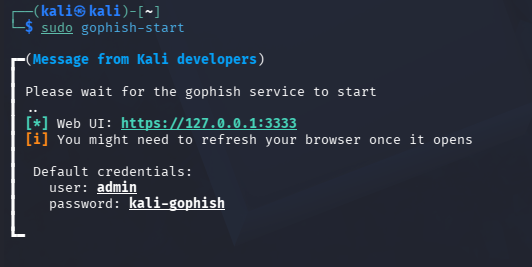 (kali㉿kali)-[~]
$ sudo gophish-start
(Message from Kali developers)
Please wait for the gophish service to start
..
[*] Web UI: https://127.0.0.1:3333
[i] You might need to refresh your browser once it opens
Default credentials:
user: admin
password: kali-gophish